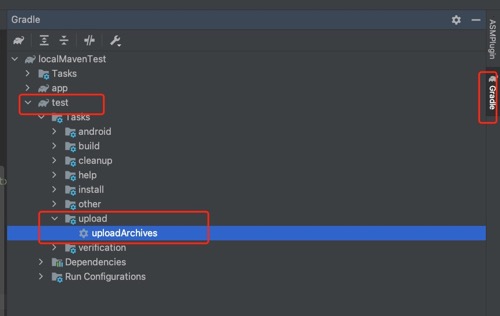 Gradle
localMavenTest
Tasks
app
test
Tasks
android
build
cleanup
help
install
other
upload
uploadArchives
verification
Dependencies
Run Configurations
ASMPlugin
Gradle